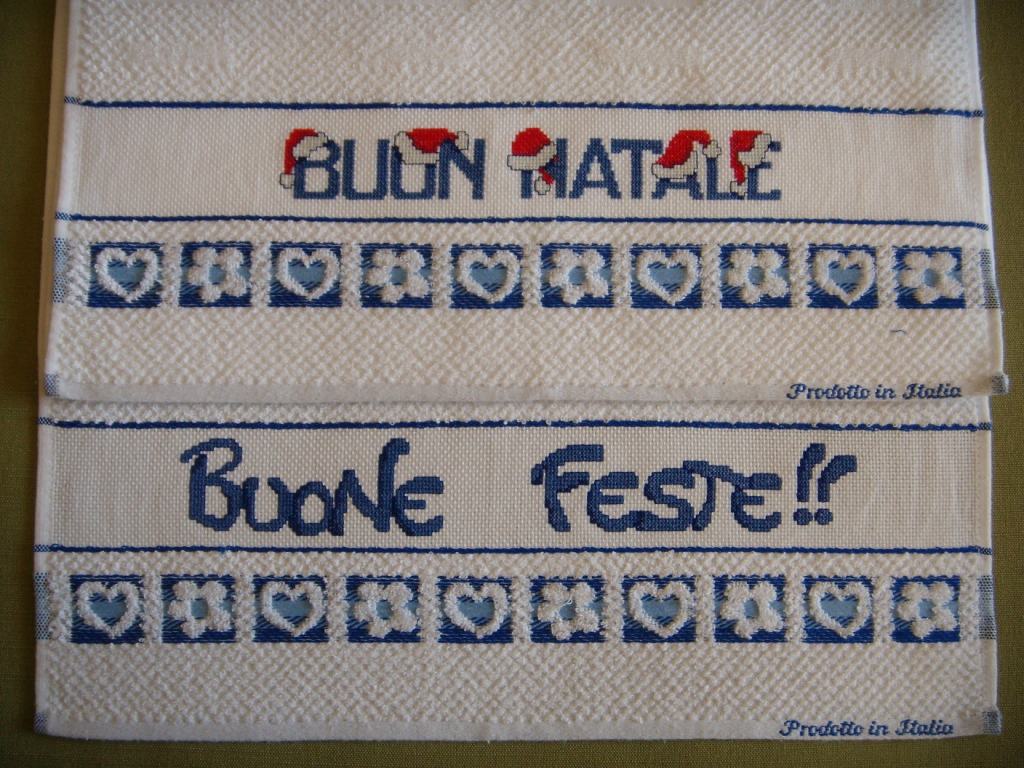 BUON NATALE
Prodotto in Italia
BUONE FESTE!!
Prodotto in Italia